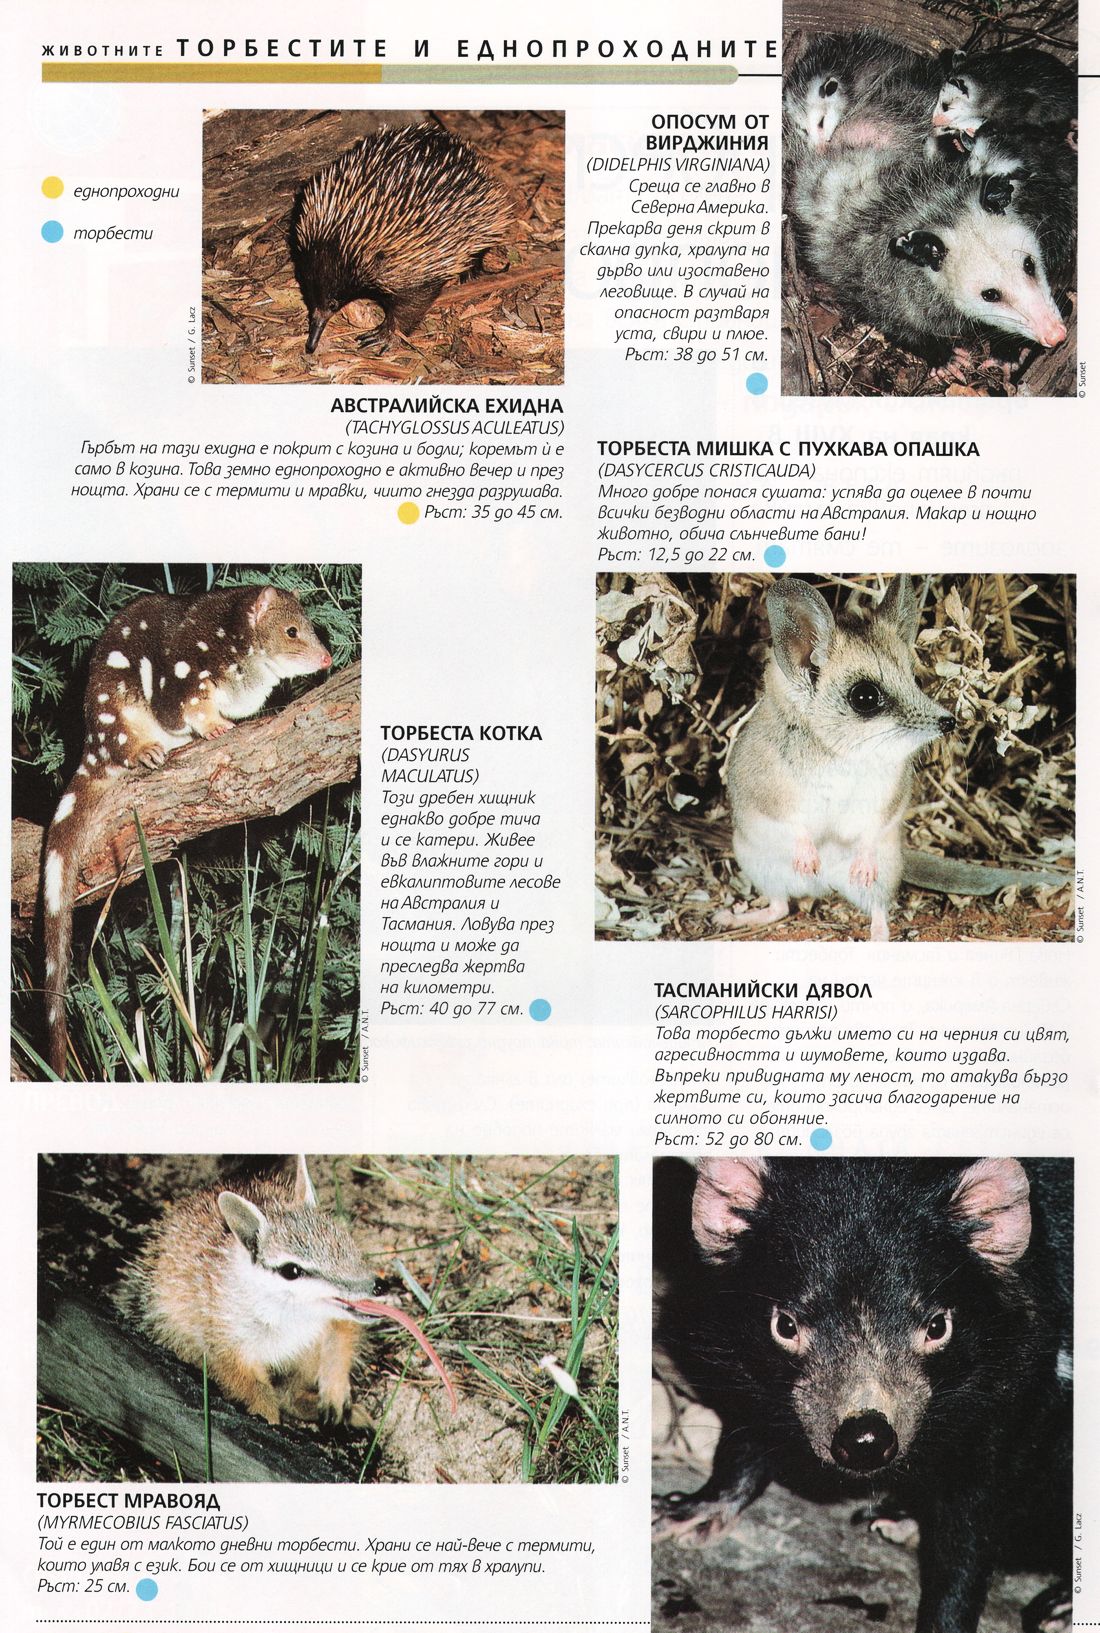 ЖИВОТНИТЕ ТОРБЕСТИТЕ И ЕДНОПРОХОДНИТЕ
еднопроходни
торбести
© Sunset / G. Lacz
ОПОСУМ ОТ
ВИРДЖИНИЯ
(DIDELPHIS VIRGINIANA)
Среща се главно в
Северна Америка.
Прекарва деня скрит в
скална дупка, хралупа на
дърво или изоставено
леговище. В случай на
опасност разтваря
уста, свири и плюе.
Ръст: 38 до 51 см.
© Sunset
АВСТРАЛИЙСКА ЕХИДНА
(TACHYGLOSSUS ACULEATUS)
Гърбът на тази ехидна е покрит с козина и бодли; коремът ѝ е
само в козина. Това земно еднопроходно е активно вечер и през
нощта. Храни се с термити и мравки, чиито гнезда разрушава.
Ръст: 35 до 45 см.
ТОРБЕСТА МИШКА С ПУХКАВА ОПАШКА
(DASYCERCUS CRISTICAUDA)
Много добре понася сушата: успява да оцелее в почти
всички безводни области на Австралия. Макар и нощно
животно, обича слънчевите бани!
Ръст: 12,5 до 22 см.
© Sunset / A.N.T.
ТОРБЕСТА КОТКА
(DASYURUS
MACULATUS)
Този дребен хищник
еднакво добре тича
и се катери. Живее
във влажните гори и
евкалиптовите лесове
на Австралия и
Тасмания. Ловува през
нощта и може да
преследва жертва
на километри.
Ръст: 40 до 77 см.
© Sunset / A.N.T.
ТАСМАНИЙСКИ ДЯВОЛ
(SARCOPHILUS HARRISI)
Това торбесто дължи името си на черния си цвят,
агресивността и шумовете, които издава.
Въпреки привидната му леност, то атакува бързо
жертвите си, които засича благодарение на
силното си обоняние.
Ръст: 52 до 80 см.
© Sunset / G. Lacz
© Sunset / A.N.T.
ТОРБЕСТ МРАВОЯД
(MYRMECOBIUS FASCIATUS)
Той е един от малкото дневни торбести. Храни се най-вече с термити,
които улавя с език. Бои се от хищници и се крие от тях в хралупи.
Ръст: 25 см.